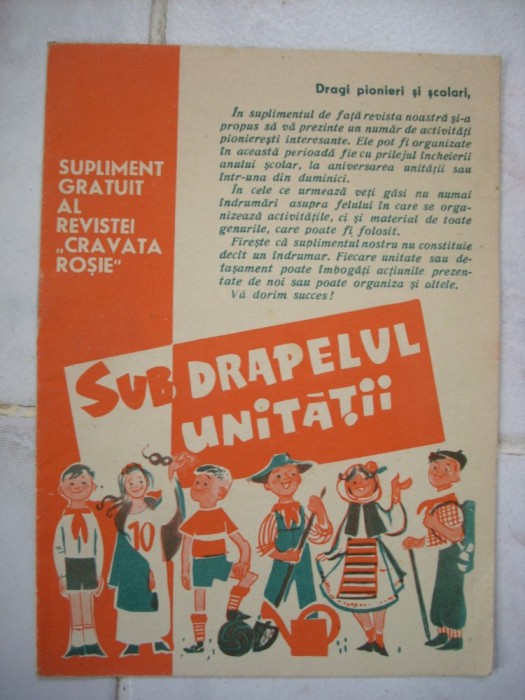 SUPLIMENT
GRATUIT
AL
REVISTEI
„CRAVATA
ROȘIE"
Dragi pionieri și școlari,
În suplimentul de față revista noastră și-a
propus să vă prezinte un număr de activități
pionierești interesante. Ele pot fi organizate
în această perioadă fie cu prilejul încheierii
anului școlar, la aniversarea unității sau
într-una din duminici.
În cele ce urmează veți găsi nu numai
îndrumări asupra felului în care se orga-
nizează activitățile, ci și material de toate
genurile, care poate fi folosit.
Firește că suplimentul nostru nu constituie
decît un îndrumar. Fiecare unitate sau de-
tașament poate îmbogăți acțiunile prezen-
tate de noi sau poate organiza și altele.
Vă dorim succes!
SUB DRAPELUL
UNITĂȚII
10